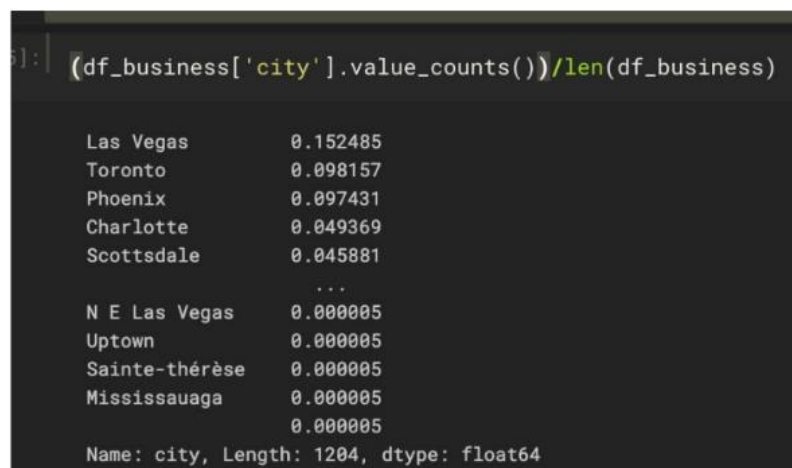 5]:
(df_business['city'].value_counts())/len(df_business)
Las Vegas 0.152485
Toronto 0.098157
Phoenix 0.097431
Charlotte 0.049369
Scottsdale 0.045881
...
N E Las Vegas 0.000005
Uptown 0.000005
Sainte-thérèse 0.000005
Mississauaga 0.000005
0.000005
Name: city, Length: 1204, dtype: float64